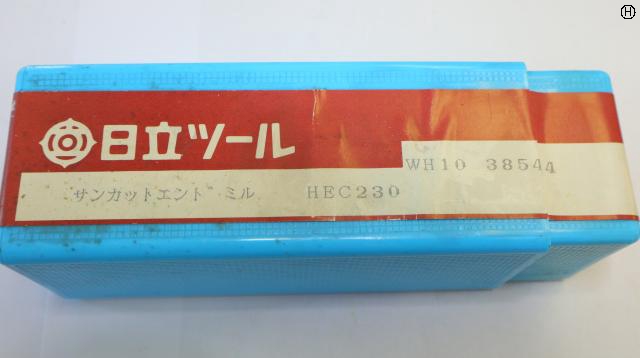 日立ツール
WH10 38544
サンカットエンド ミル HEC230
H